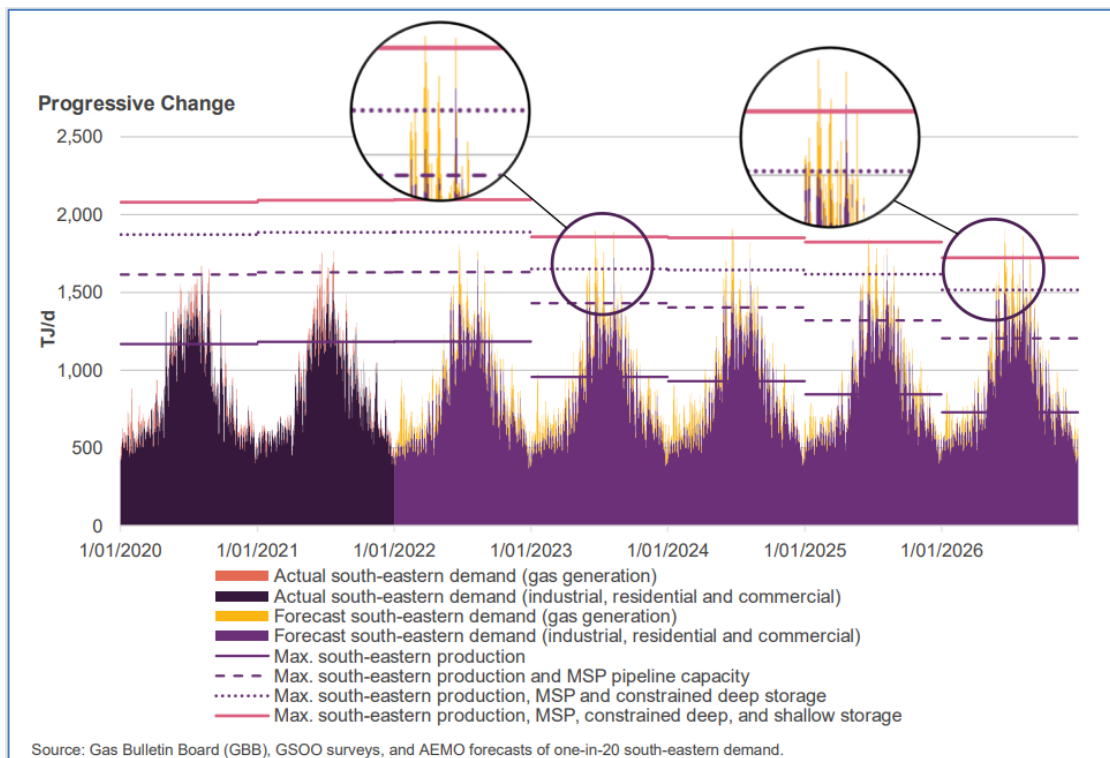 Progressive Change
2,500
2,000
1,500
1,000
500
0
TJ/d
1/01/2020 1/01/2021 1/01/2022 1/01/2023 1/01/2024 1/01/2025 1/01/2026
Actual south-eastern demand (gas generation)
Actual south-eastern demand (industrial, residential and commercial)
Forecast south-eastern demand (gas generation)
Forecast south-eastern demand (industrial, residential and commercial)
Max. south-eastern production
Max. south-eastern production and MSP pipeline capacity
Max. south-eastern production, MSP and constrained deep storage
Max. south-eastern production, MSP, constrained deep, and shallow storage
Source: Gas Bulletin Board (GBB), GSOO surveys, and AEMO forecasts of one-in-20 south-eastern demand.